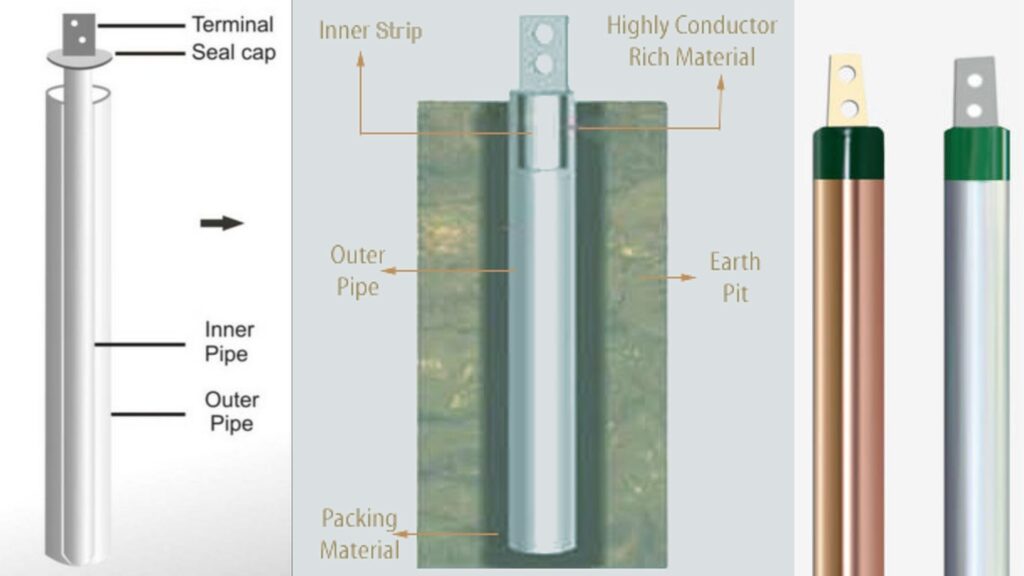 Terminal
Seal cap
Inner
Pipe
Outer
Pipe
Inner Strip
Highly Conductor
Rich Material
Outer
Pipe
Earth
Pit
Packing
Material